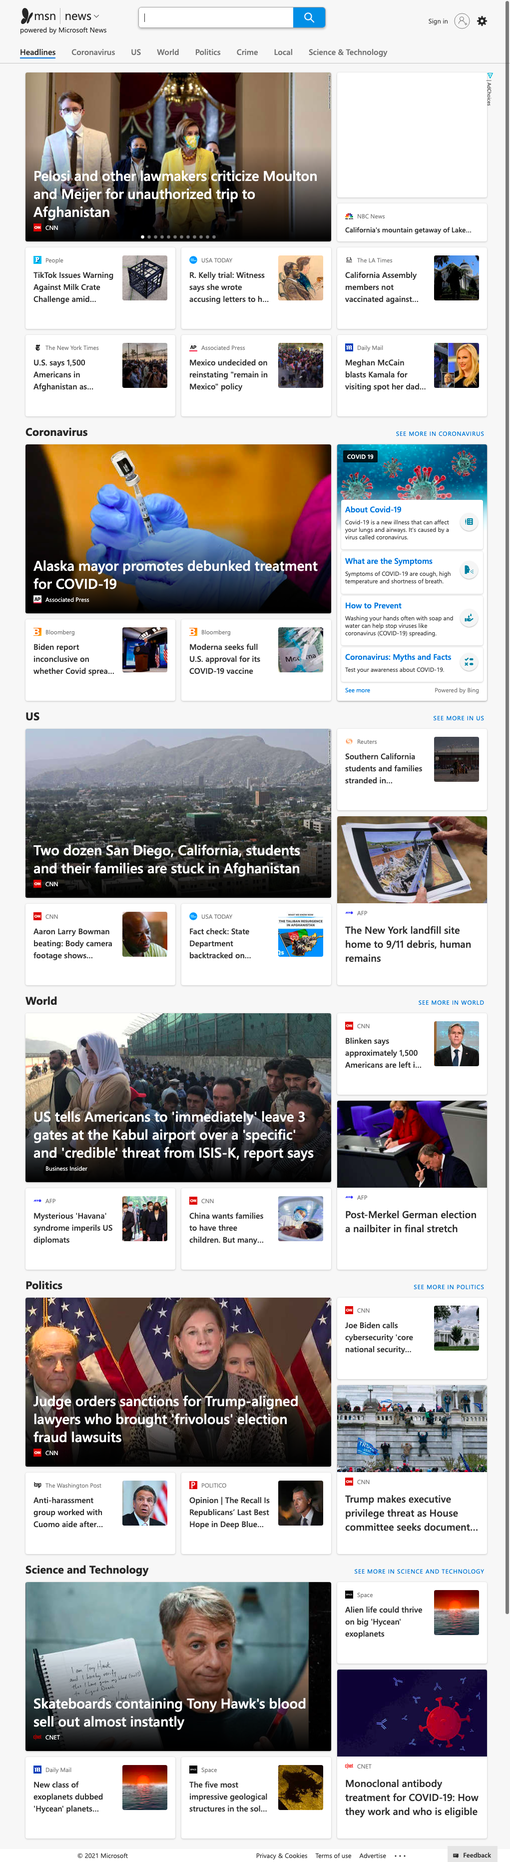 msn | news
powered by Microsoft News
Sign in
Headlines Coronavirus US World Politics Crime Local Science & Technology
Pelosi and other lawmakers criticize Moulton
and Meijer for unauthorized trip to
Afghanistan
CNN
AdChoices
NBC News
California's mountain getaway of Lake...
People
TikTok Issues Warning
Against Milk Crate
Challenge amid...
USA TODAY
R. Kelly trial: Witness
says she wrote
accusing letters to h...
The LA Times
California Assembly
members not
vaccinated against...
The New York Times
U.S. says 1,500
Americans in
Afghanistan as...
Associated Press
Mexico undecided on
reinstating "remain in
Mexico" policy
Daily Mail
Meghan McCain
blasts Kamala for
visiting spot her dad...
Coronavirus
SEE MORE IN CORONAVIRUS
Alaska mayor promotes debunked treatment
for COVID-19
Associated Press
COVID 19
About Covid-19
Covid-19 is a new illness that can affect
your lungs and airways. It's caused by a
virus called coronavirus.
What are the Symptoms
Symptoms of COVID-19 are cough, high
temperature and shortness of breath.
How to Prevent
Washing your hands often with soap and
water can help stop viruses like
coronavirus (COVID-19) spreading.
Coronavirus: Myths and Facts
Test your awareness about COVID-19.
See more
Powered by Bing
Bloomberg
Biden report
inconclusive on
whether Covid sprea...
Bloomberg
Moderna seeks full
U.S. approval for its
COVID-19 vaccine
US
SEE MORE IN US
Two dozen San Diego, California, students
and their families are stuck in Afghanistan
CNN
Reuters
Southern California
students and families
stranded in...
AFP
The New York landfill site
home to 9/11 debris, human
remains
CNN
Aaron Larry Bowman
beating: Body camera
footage shows...
USA TODAY
Fact check: State
Department
backtracked on...
THE TALIBAN RESURGENCE
IN AFGHANISTAN
World
SEE MORE IN WORLD
US tells Americans to 'immediately' leave 3
gates at the Kabul airport over a 'specific'
and 'credible' threat from ISIS-K, report says
Business Insider
CNN
Blinken says
approximately 1,500
Americans are left i...
AFP
Post-Merkel German election
a nailbiter in final stretch
AFP
Mysterious 'Havana'
syndrome imperils US
diplomats
CNN
China wants families
to have three
children. But many...
Politics
SEE MORE IN POLITICS
Judge orders sanctions for Trump-aligned
lawyers who brought 'frivolous' election
fraud lawsuits
CNN
CNN
Joe Biden calls
cybersecurity 'core
national security...
CNN
Trump makes executive
privilege threat as House
committee seeks document...
The Washington Post
Anti-harassment
group worked with
Cuomo aide after...
POLITICO
Opinion | The Recall Is
Republicans' Last Best
Hope in Deep Blue...
Science and Technology
SEE MORE IN SCIENCE AND TECHNOLOGY
I am Tony Hawk
Skateboards containing Tony Hawk's blood
sell out almost instantly
CNET
Space
Alien life could thrive
on big 'Hycean'
exoplanets
CNET
Monoclonal antibody
treatment for COVID-19: How
they work and who is eligible
Daily Mail
New class of
exoplanets dubbed
'Hycean' planets...
Space
The five most
impressive geological
structures in the sol...
© 2021 Microsoft
Privacy & Cookies Terms of use Advertise
Feedback